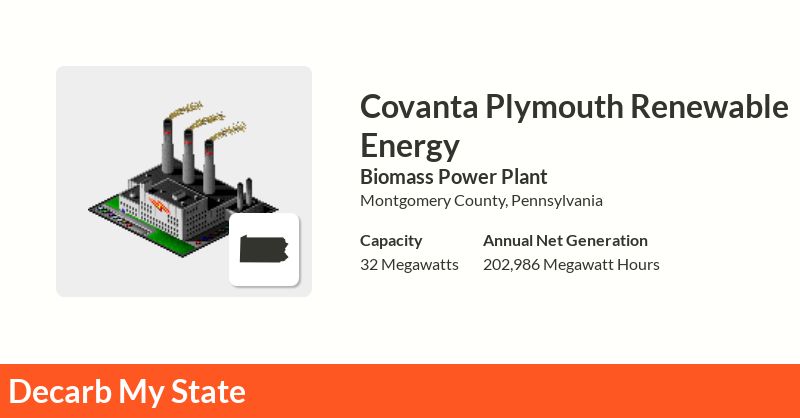 Covanta Plymouth Renewable
Energy
Biomass Power Plant
Montgomery County, Pennsylvania
Capacity Annual Net Generation
32 Megawatts 202,986 Megawatt Hours
Decarb My State